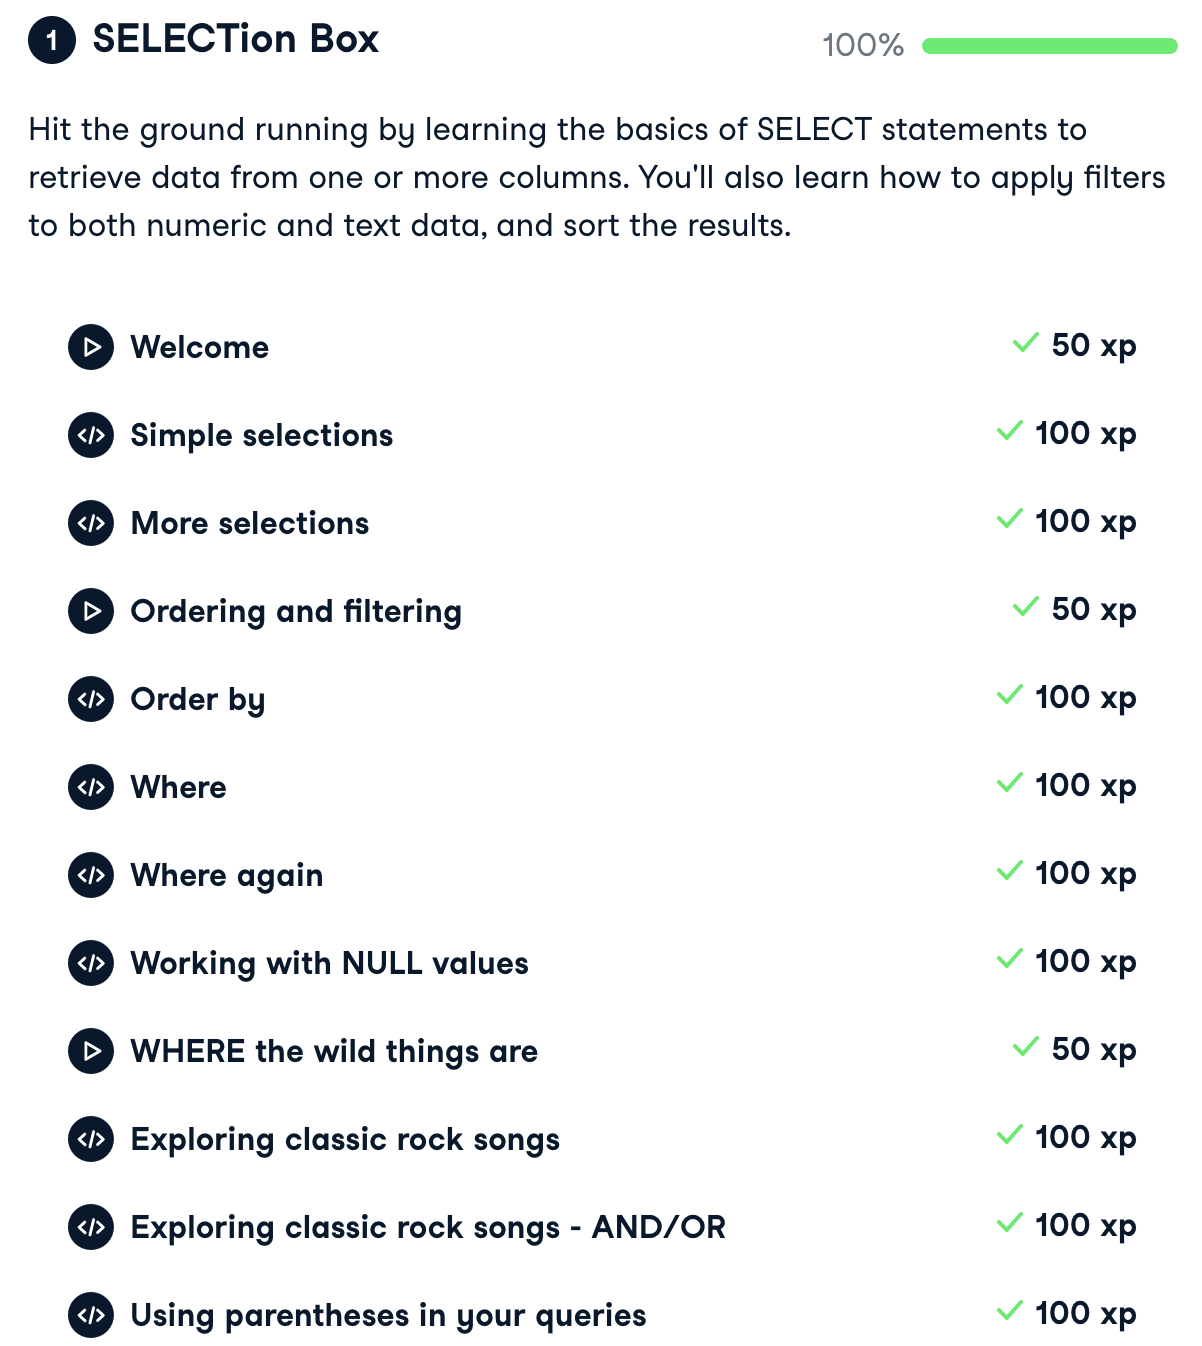 1 SELECTion Box 100%
Hit the ground running by learning the basics of SELECT statements to
retrieve data from one or more columns. You'll also learn how to apply filters
to both numeric and text data, and sort the results.
Welcome 50 xp
Simple selections 100 xp
More selections 100 xp
Ordering and filtering 50 xp
Order by 100 xp
Where 100 xp
Where again 100 xp
Working with NULL values 100 xp
WHERE the wild things are 50 xp
Exploring classic rock songs 100 xp
Exploring classic rock songs - AND/OR 100 xp
Using parentheses in your queries 100 xp